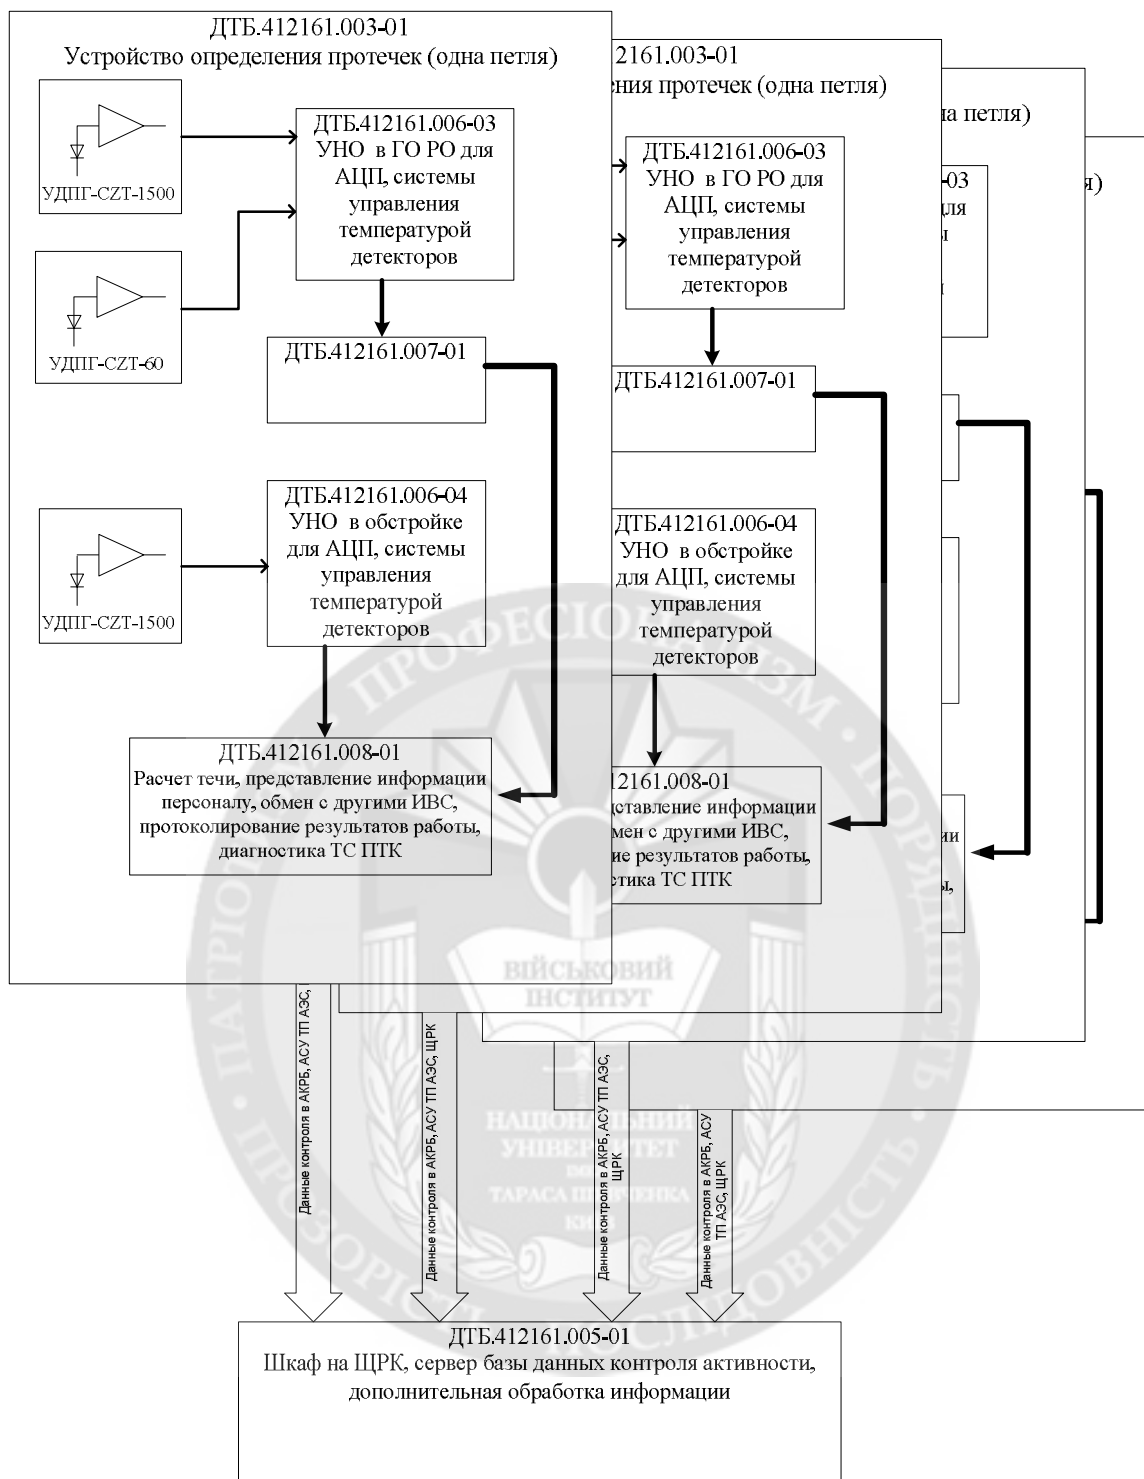 ДТБ.412161.003-01
Устройство определения протечек (одна петля)
УДПГ-CZT-1500
УДПГ-CZT-60
ДТБ.412161.006-03
УНО в ГО РО для
АЦП, системы
управления
температурой
детекторов
ДТБ.412161.007-01
УДПГ-CZT-1500
ДТБ.412161.006-04
УНО в обстройке
для АЦП, системы
управления
температурой
детекторов
ДТБ.412161.008-01
Расчет течи, представление информации
персоналу, обмен с другими ИВС,
протоколирование результатов работы,
диагностика ТС ПТК
2161.003-01
ния протечек (одна петля)
ДТБ.412161.006-03
УНО в ГО РО для
АЦП, системы
управления
температурой
детекторов
ДТБ.412161.007-01
ДТБ.412161.006-04
УНО в обстройке
для АЦП, системы
управления
температурой
детекторов
12161.008-01
дставление информации
мен с другими ИВС,
ие результатов работы,
стика ТС ПТК
на петля)
-03
для
ы
и
ии
ы,
я)
Данные контроля в АКРБ, АСУ ТП АЭС,
Данные контроля в АКРБ, АСУ ТП АЭС, ЩРК
Данные контроля в АКРБ, АСУ ТП АЭС,
ЩРК
Данные контроля в АКРБ, АСУ
ТП АЭС, ЩРК
ДТБ.412161.005-01
Шкаф на ЩРК, сервер базы данных контроля активности,
дополнительная обработка информации
ПАТРІОТИЗМ • ПРОФЕСІОНАЛІЗМ • ПОРЯДНІСТЬ • ПОСЛІДОВНІСТЬ • ПРОЗОРІСТЬ
ВІЙСЬКОВИЙ
ІНСТИТУТ
НАЦІОНАЛЬНИЙ
УНІВЕРСИТЕТ
ТАРАСА ШЕВЧЕНКА